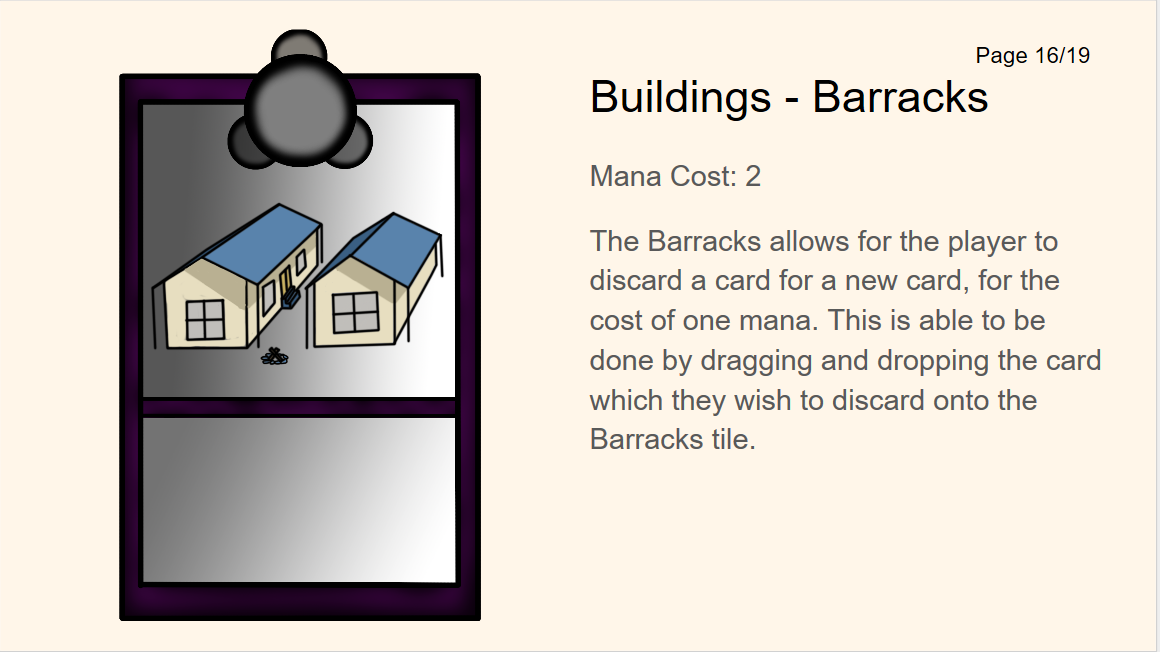 Page 16/19
Buildings - Barracks
Mana Cost: 2
The Barracks allows for the player to
discard a card for a new card, for the
cost of one mana. This is able to be
done by dragging and dropping the card
which they wish to discard onto the
Barracks tile.